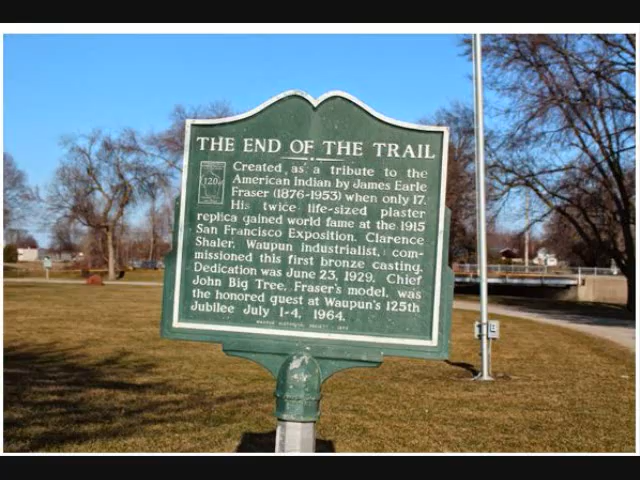 THE END OF THE TRAIL
120
Created as a tribute to the
American Indian by James Earle
Fraser (1876-1953) when only 17.
His twice life-sized plaster
replica gained world fame at the 1915
San Francisco Exposition. Clarence
Shaler, Waupun industrialist, com-
missioned this first bronze casting.
Dedication was June 23, 1929. Chief
John Big Tree, Fraser's model, was
the honored guest at Waupun's 125th
Jubilee July 1-4, 1964.
WAUPUN HISTORICAL SOCIETY